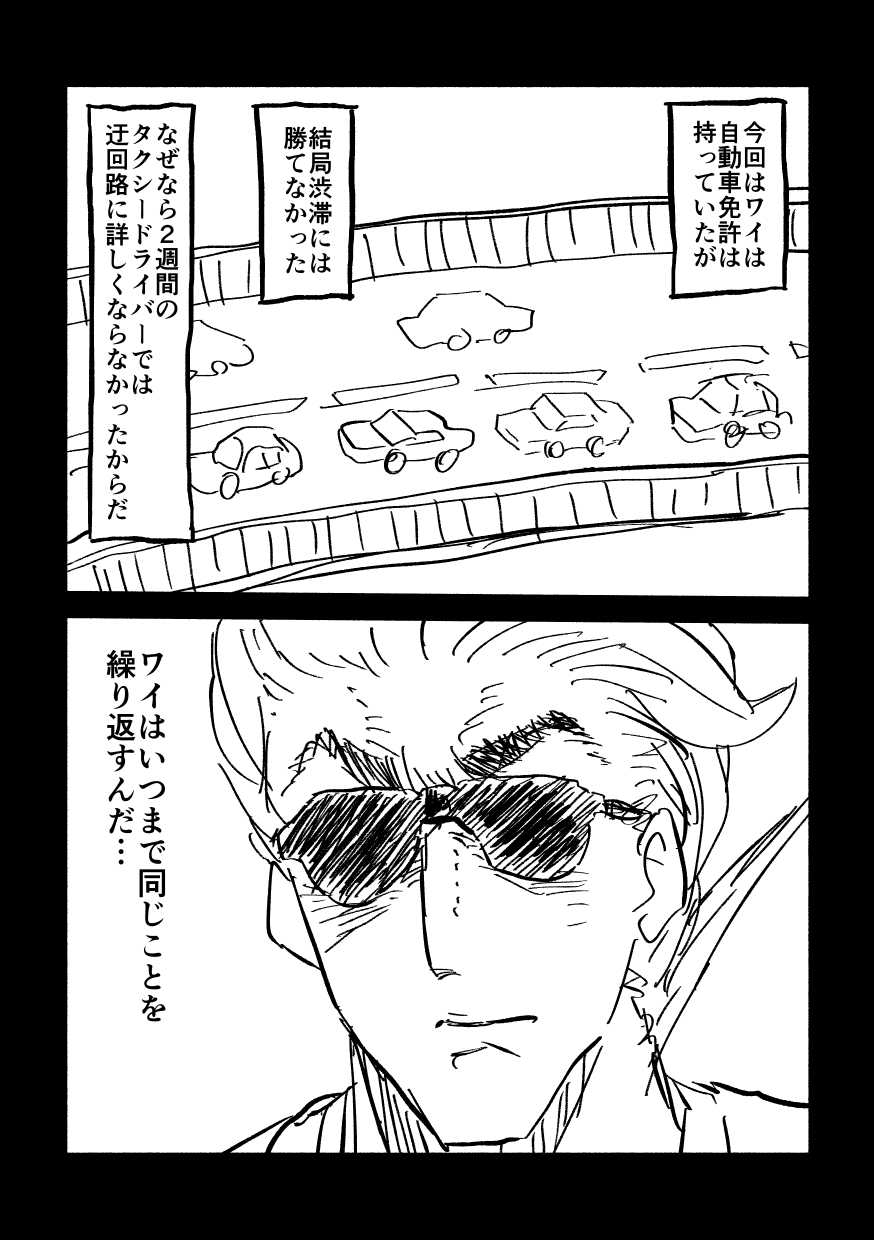 今回はワイは
自動車免許は
持っていたが
結局渋滞には
勝てなかった
なぜなら2週間の
タクシードライバーでは
迂回路に詳しくならなかったからだ
ワイはいつまで同じことを
繰り返すんだ…